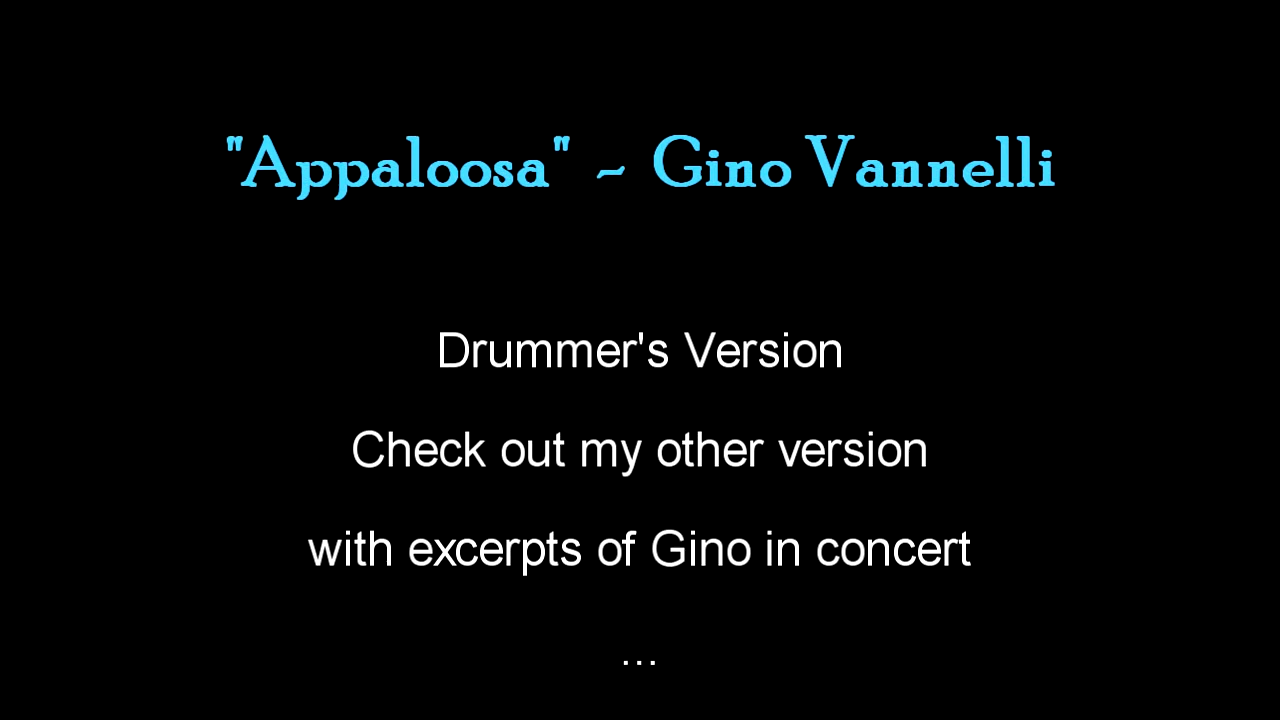 "Appaloosa" - Gino Vannelli
Drummer's Version
Check out my other version
with excerpts of Gino in concert
...